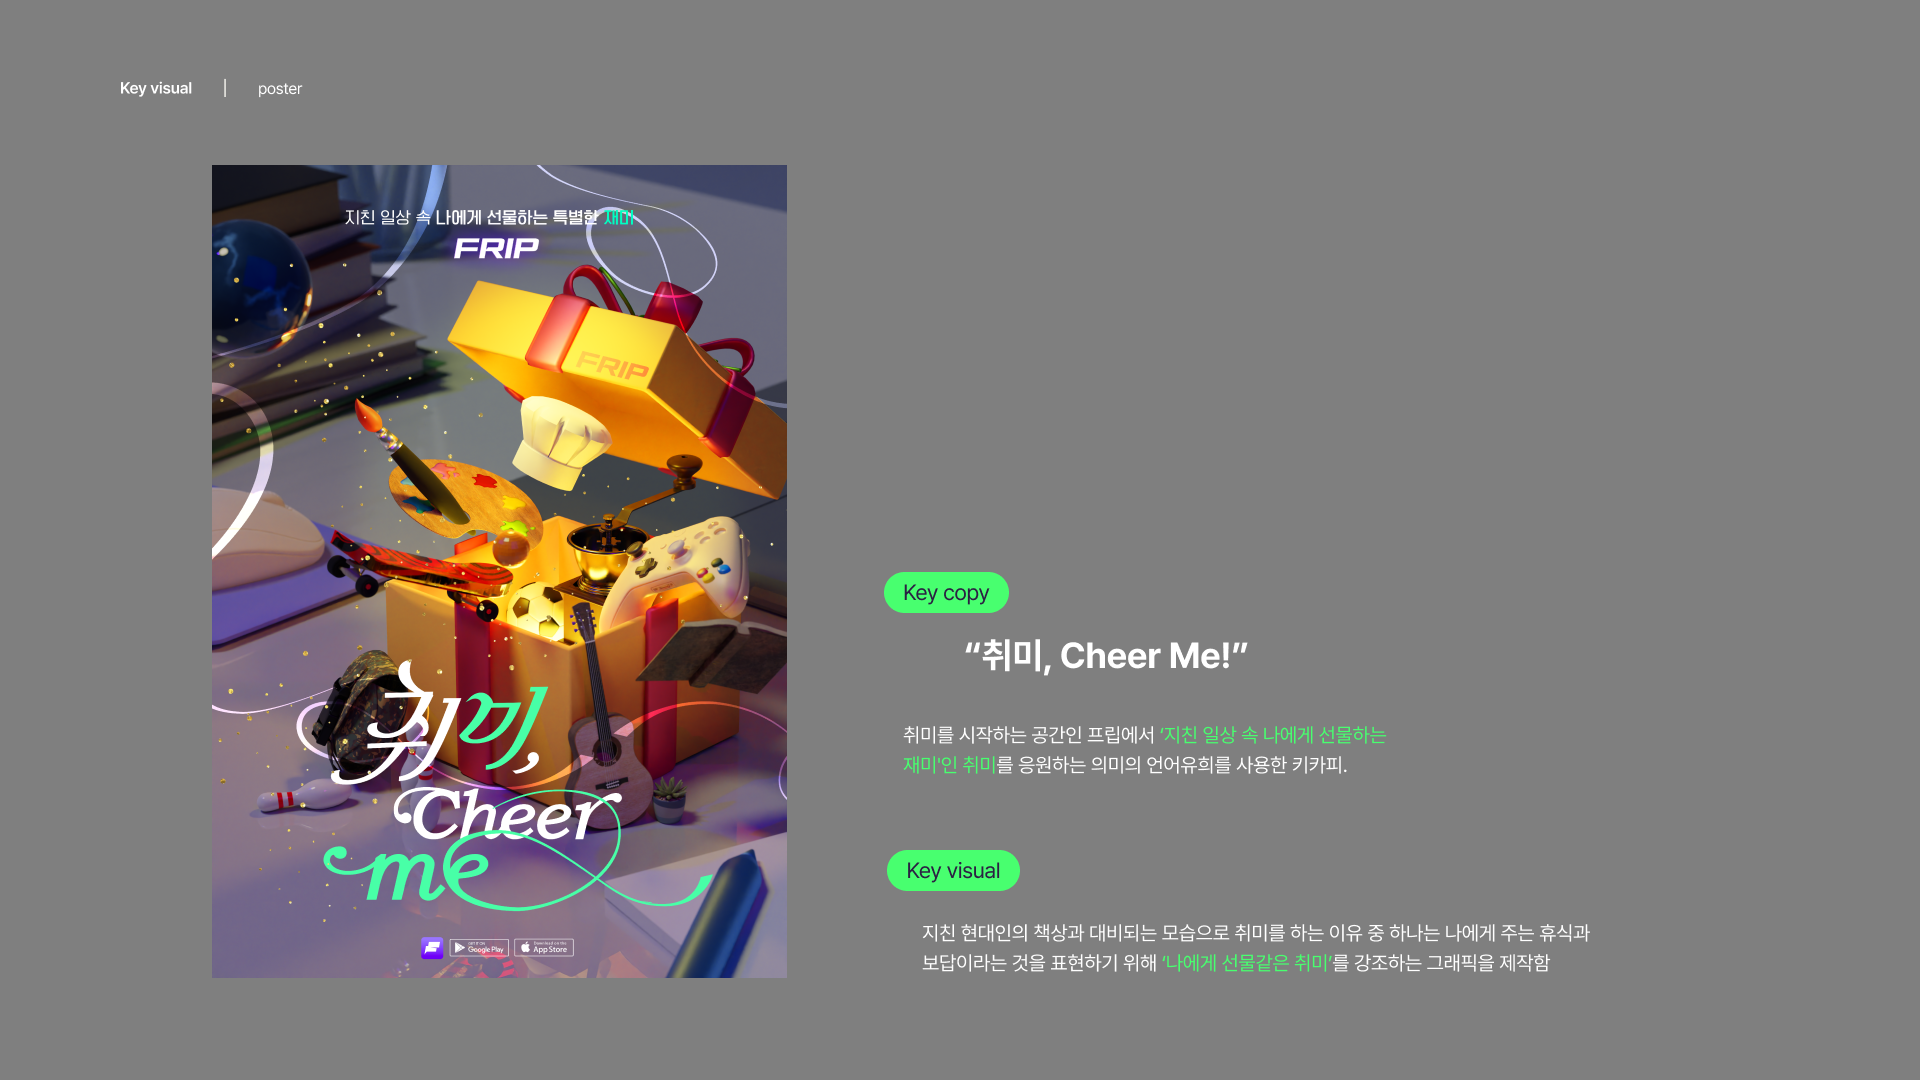 Key visual | poster
지친 일상 속 나에게 선물하는 특별한 재미
FRIP
FRIP
취미,
Cheer
me
GET IT ON
Google Play
Download on the
App Store
Key copy
“취미, Cheer Me!”
취미를 시작하는 공간인 프립에서 ‘지친 일상 속 나에게 선물하는
재미'인 취미를 응원하는 의미의 언어유희를 사용한 키카피.
Key visual
지친 현대인의 책상과 대비되는 모습으로 취미를 하는 이유 중 하나는 나에게 주는 휴식과
보답이라는 것을 표현하기 위해 ‘나에게 선물같은 취미’를 강조하는 그래픽을 제작함